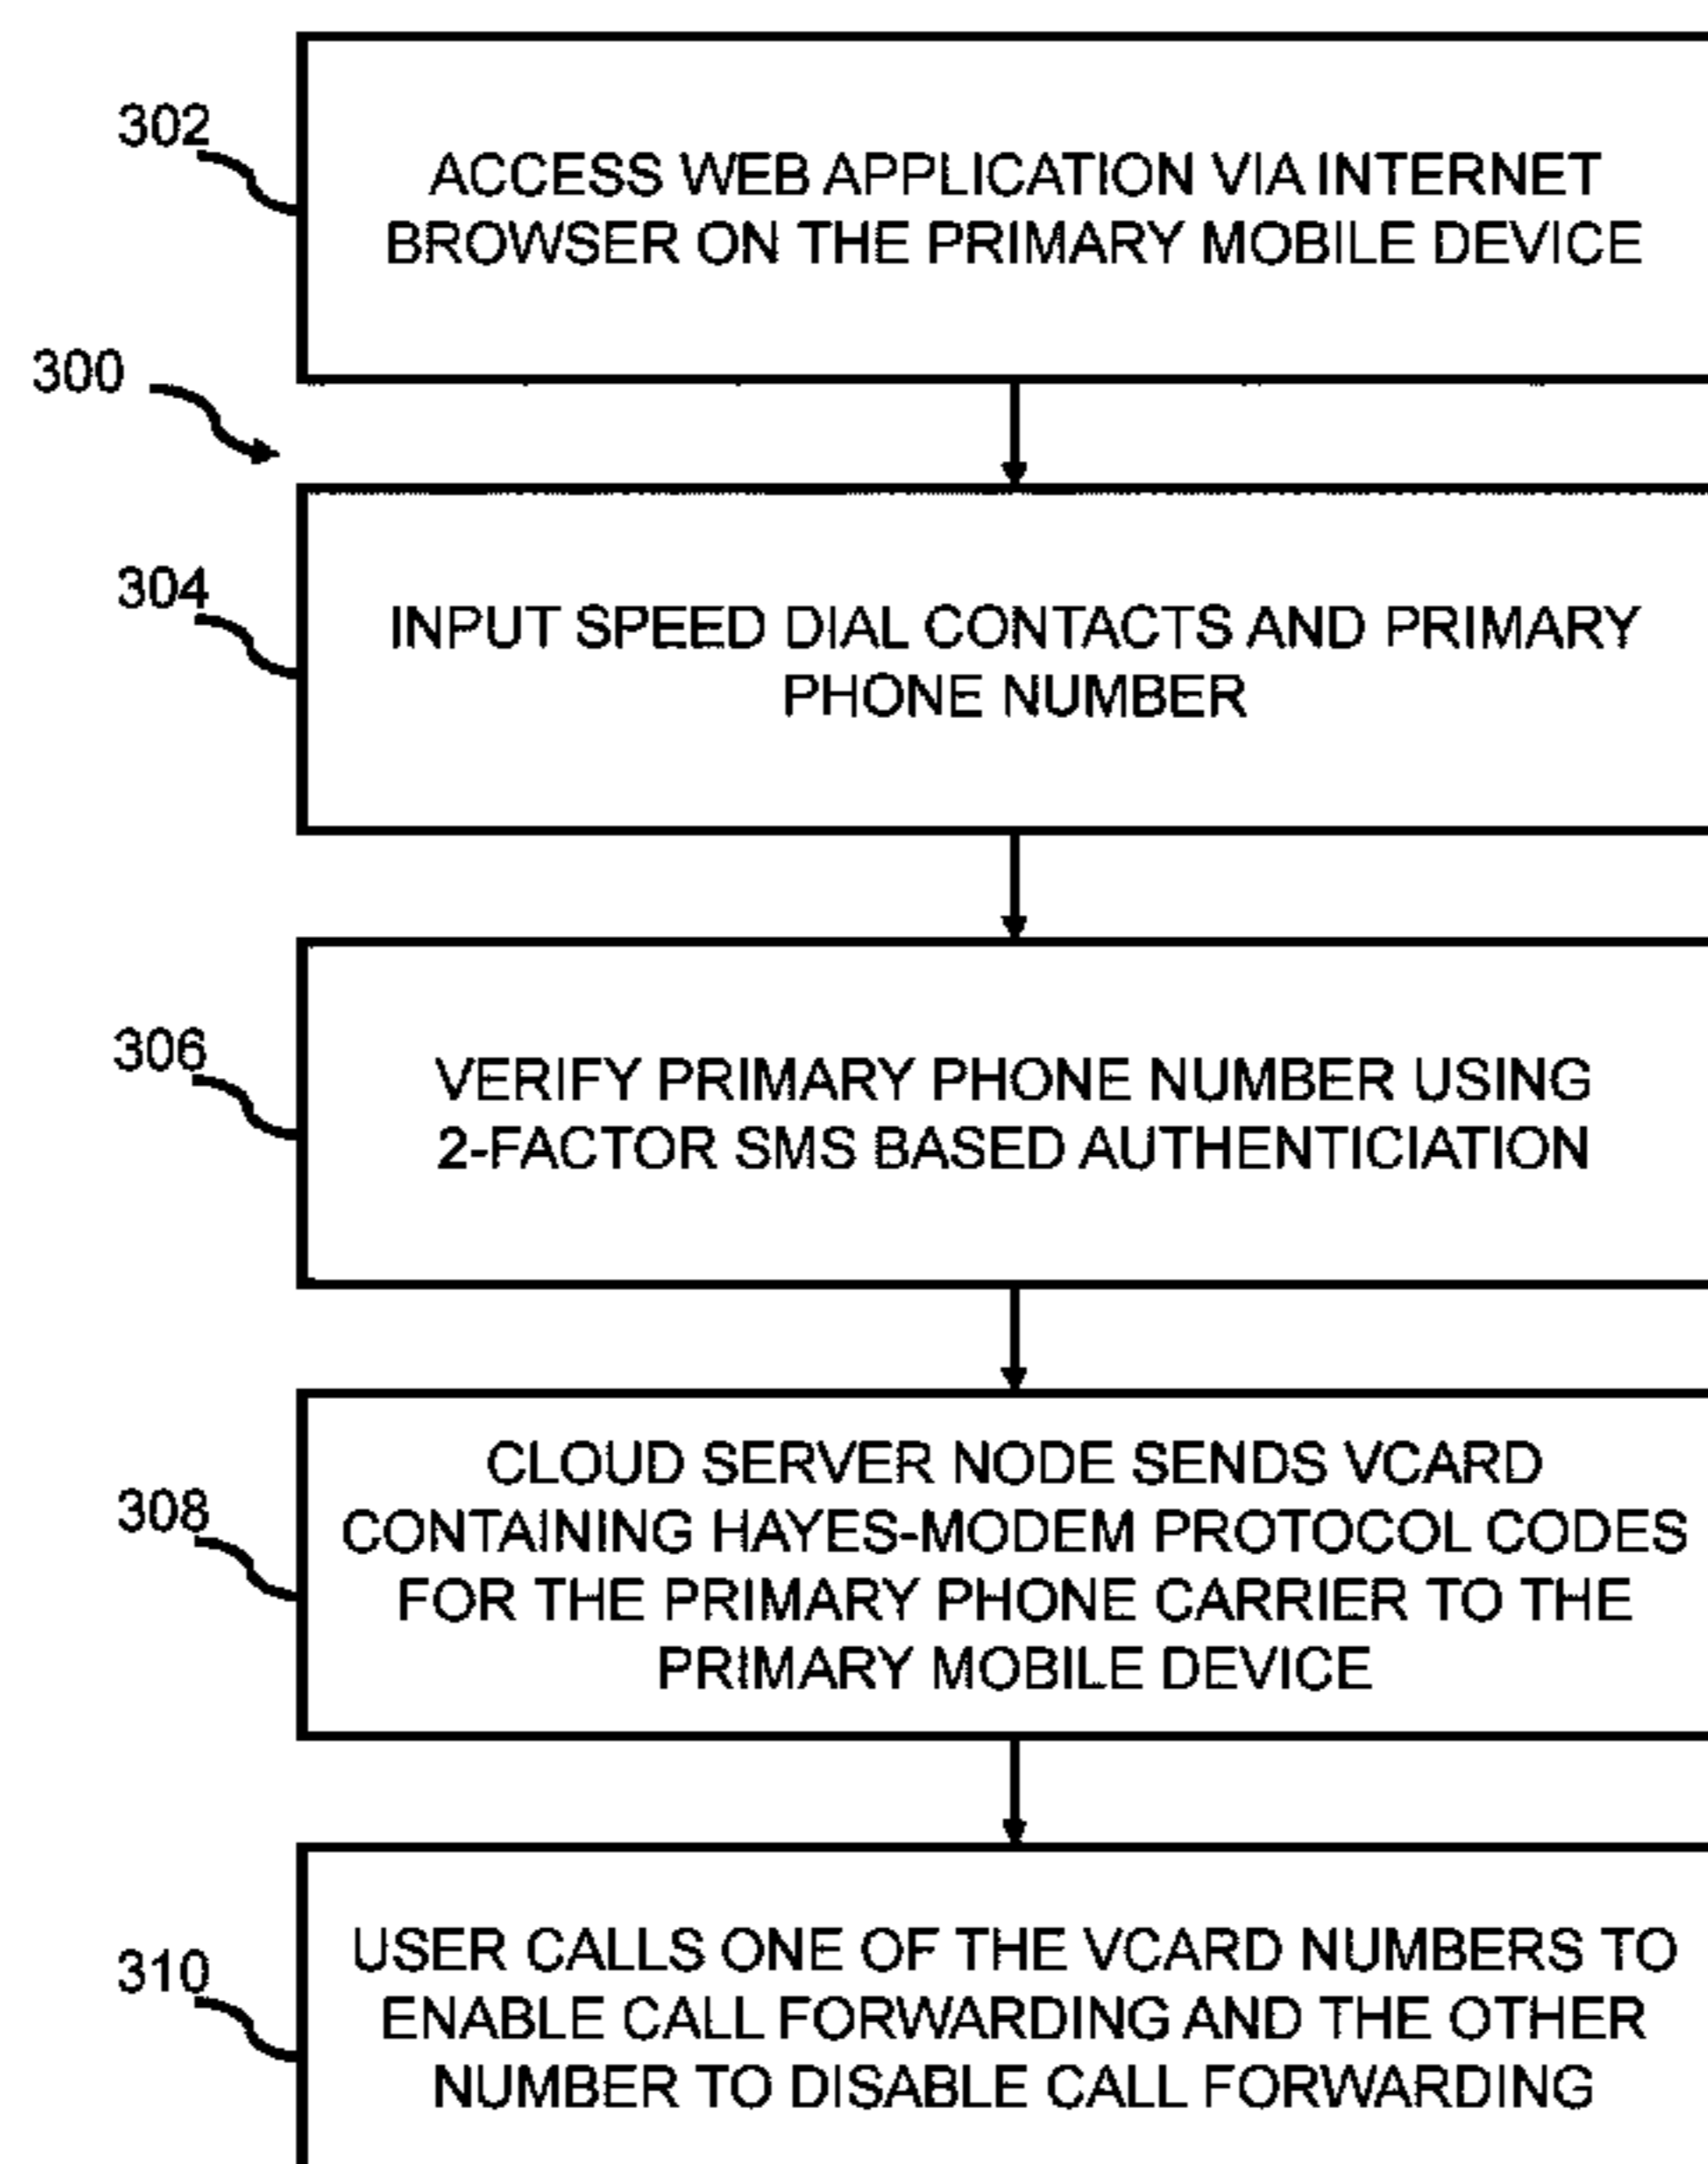 302
ACCESS WEB APPLICATION VIA INTERNET
BROWSER ON THE PRIMARY MOBILE DEVICE
300
304
INPUT SPEED DIAL CONTACTS AND PRIMARY
PHONE NUMBER
306
VERIFY PRIMARY PHONE NUMBER USING
2-FACTOR SMS BASED AUTHENTICIATION
308
CLOUD SERVER NODE SENDS VCARD
CONTAINING HAYES-MODEM PROTOCOL CODES
FOR THE PRIMARY PHONE CARRIER TO THE
PRIMARY MOBILE DEVICE
310
USER CALLS ONE OF THE VCARD NUMBERS TO
ENABLE CALL FORWARDING AND THE OTHER
NUMBER TO DISABLE CALL FORWARDING